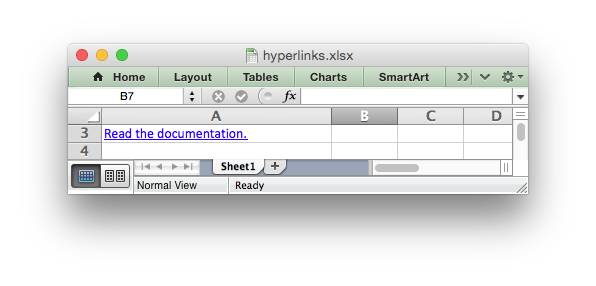 hyperlinks.xlsx
Home Layout Tables Charts SmartArt
B7 fx
A B C D
3 Read the documentation.
4
Sheet1
Normal View Ready